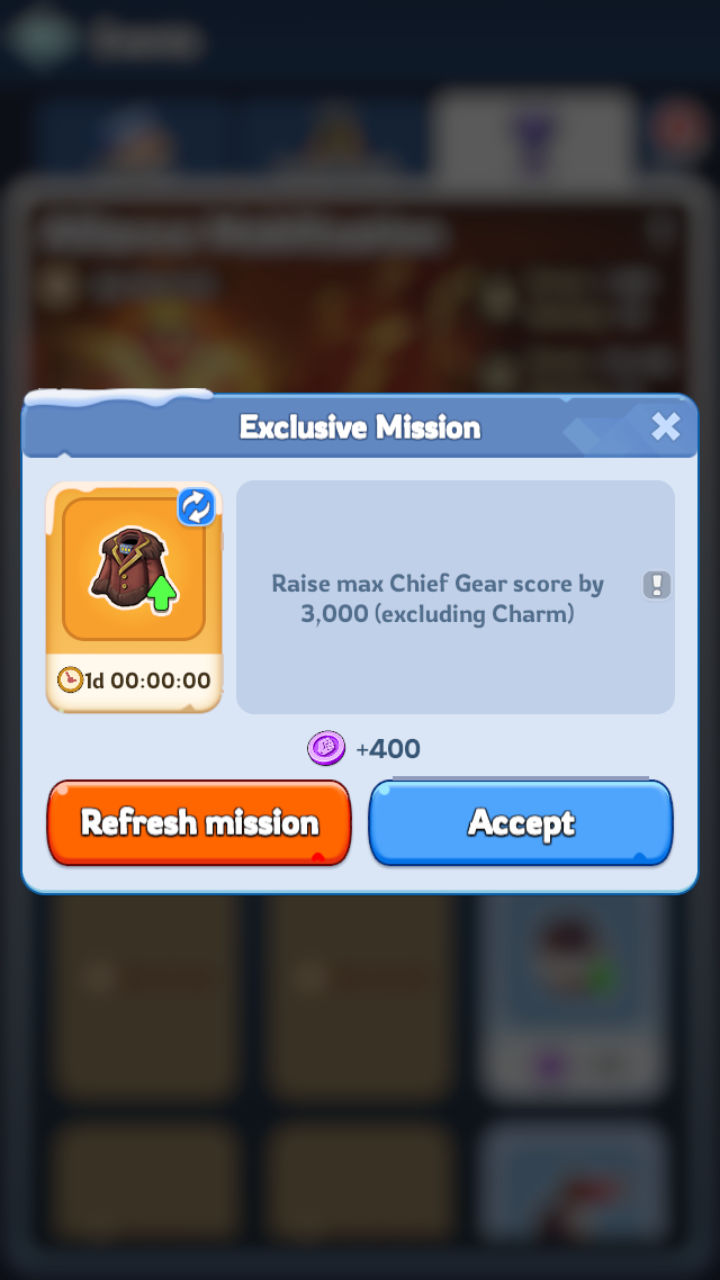 Exclusive Mission
Raise max Chief Gear score by
3,000 (excluding Charm)
1d 00:00:00
+400
Refresh mission
Accept